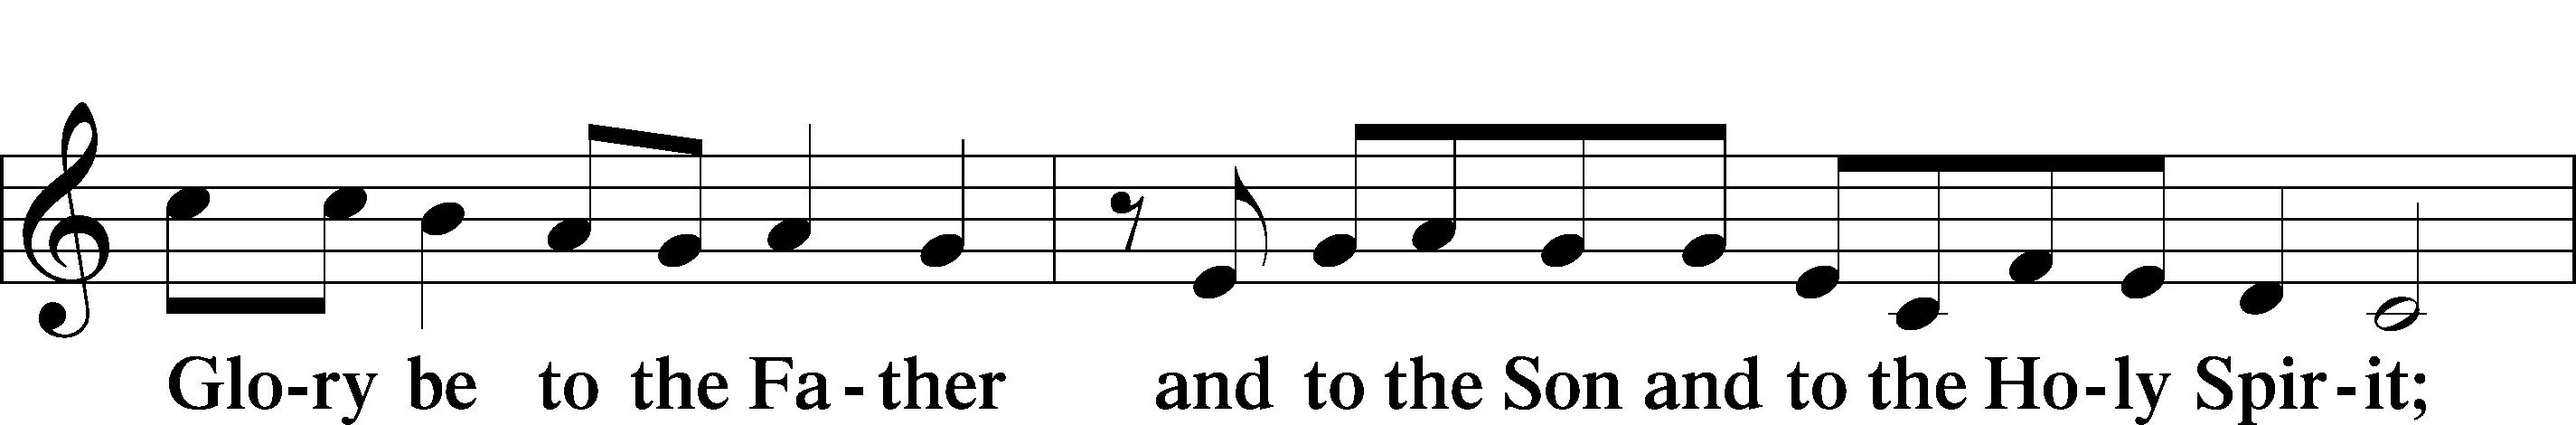 Glo-ry be to the Fa-ther and to the Son and to the Ho-ly Spir-it;